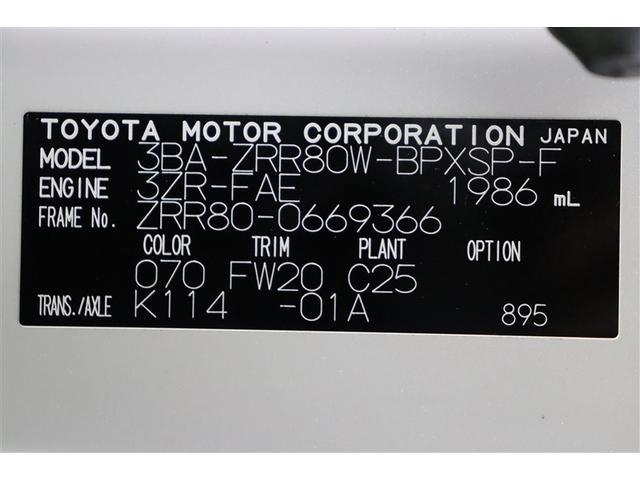 TOYOTA MOTOR CORPORATION JAPAN
MODEL 3BA-ZRR80W-BPXSP-F
ENGINE 3ZR-FAE 1986 mL
FRAME No. ZRR80-0669366
COLOR TRIM PLANT OPTION
070 FW20 C25
TRANS./AXLE K114 -01A 895